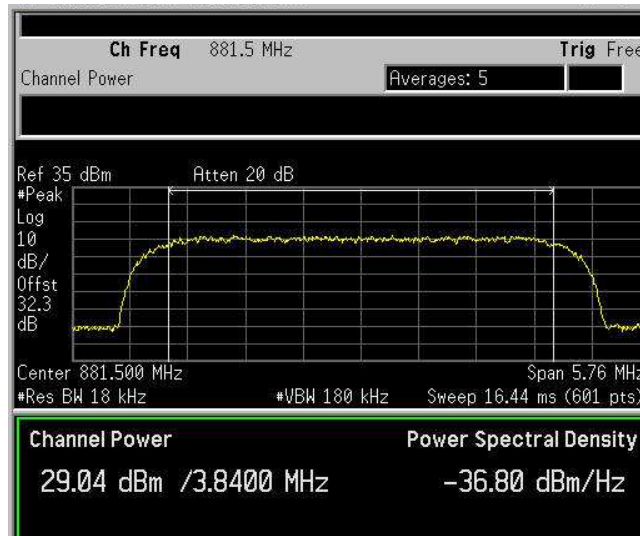 Ch Freq 881.5 MHz Trig Free
Channel Power Averages: 5
Ref 35 dBm Atten 20 dB
#Peak
Log
10
dB/
Offst
32.3
dB
Center 881.500 MHz Span 5.76 MHz
#Res BW 18 kHz #VBW 180 kHz Sweep 16.44 ms (601 pts)
Channel Power Power Spectral Density
29.04 dBm /3.8400 MHz -36.80 dBm/Hz